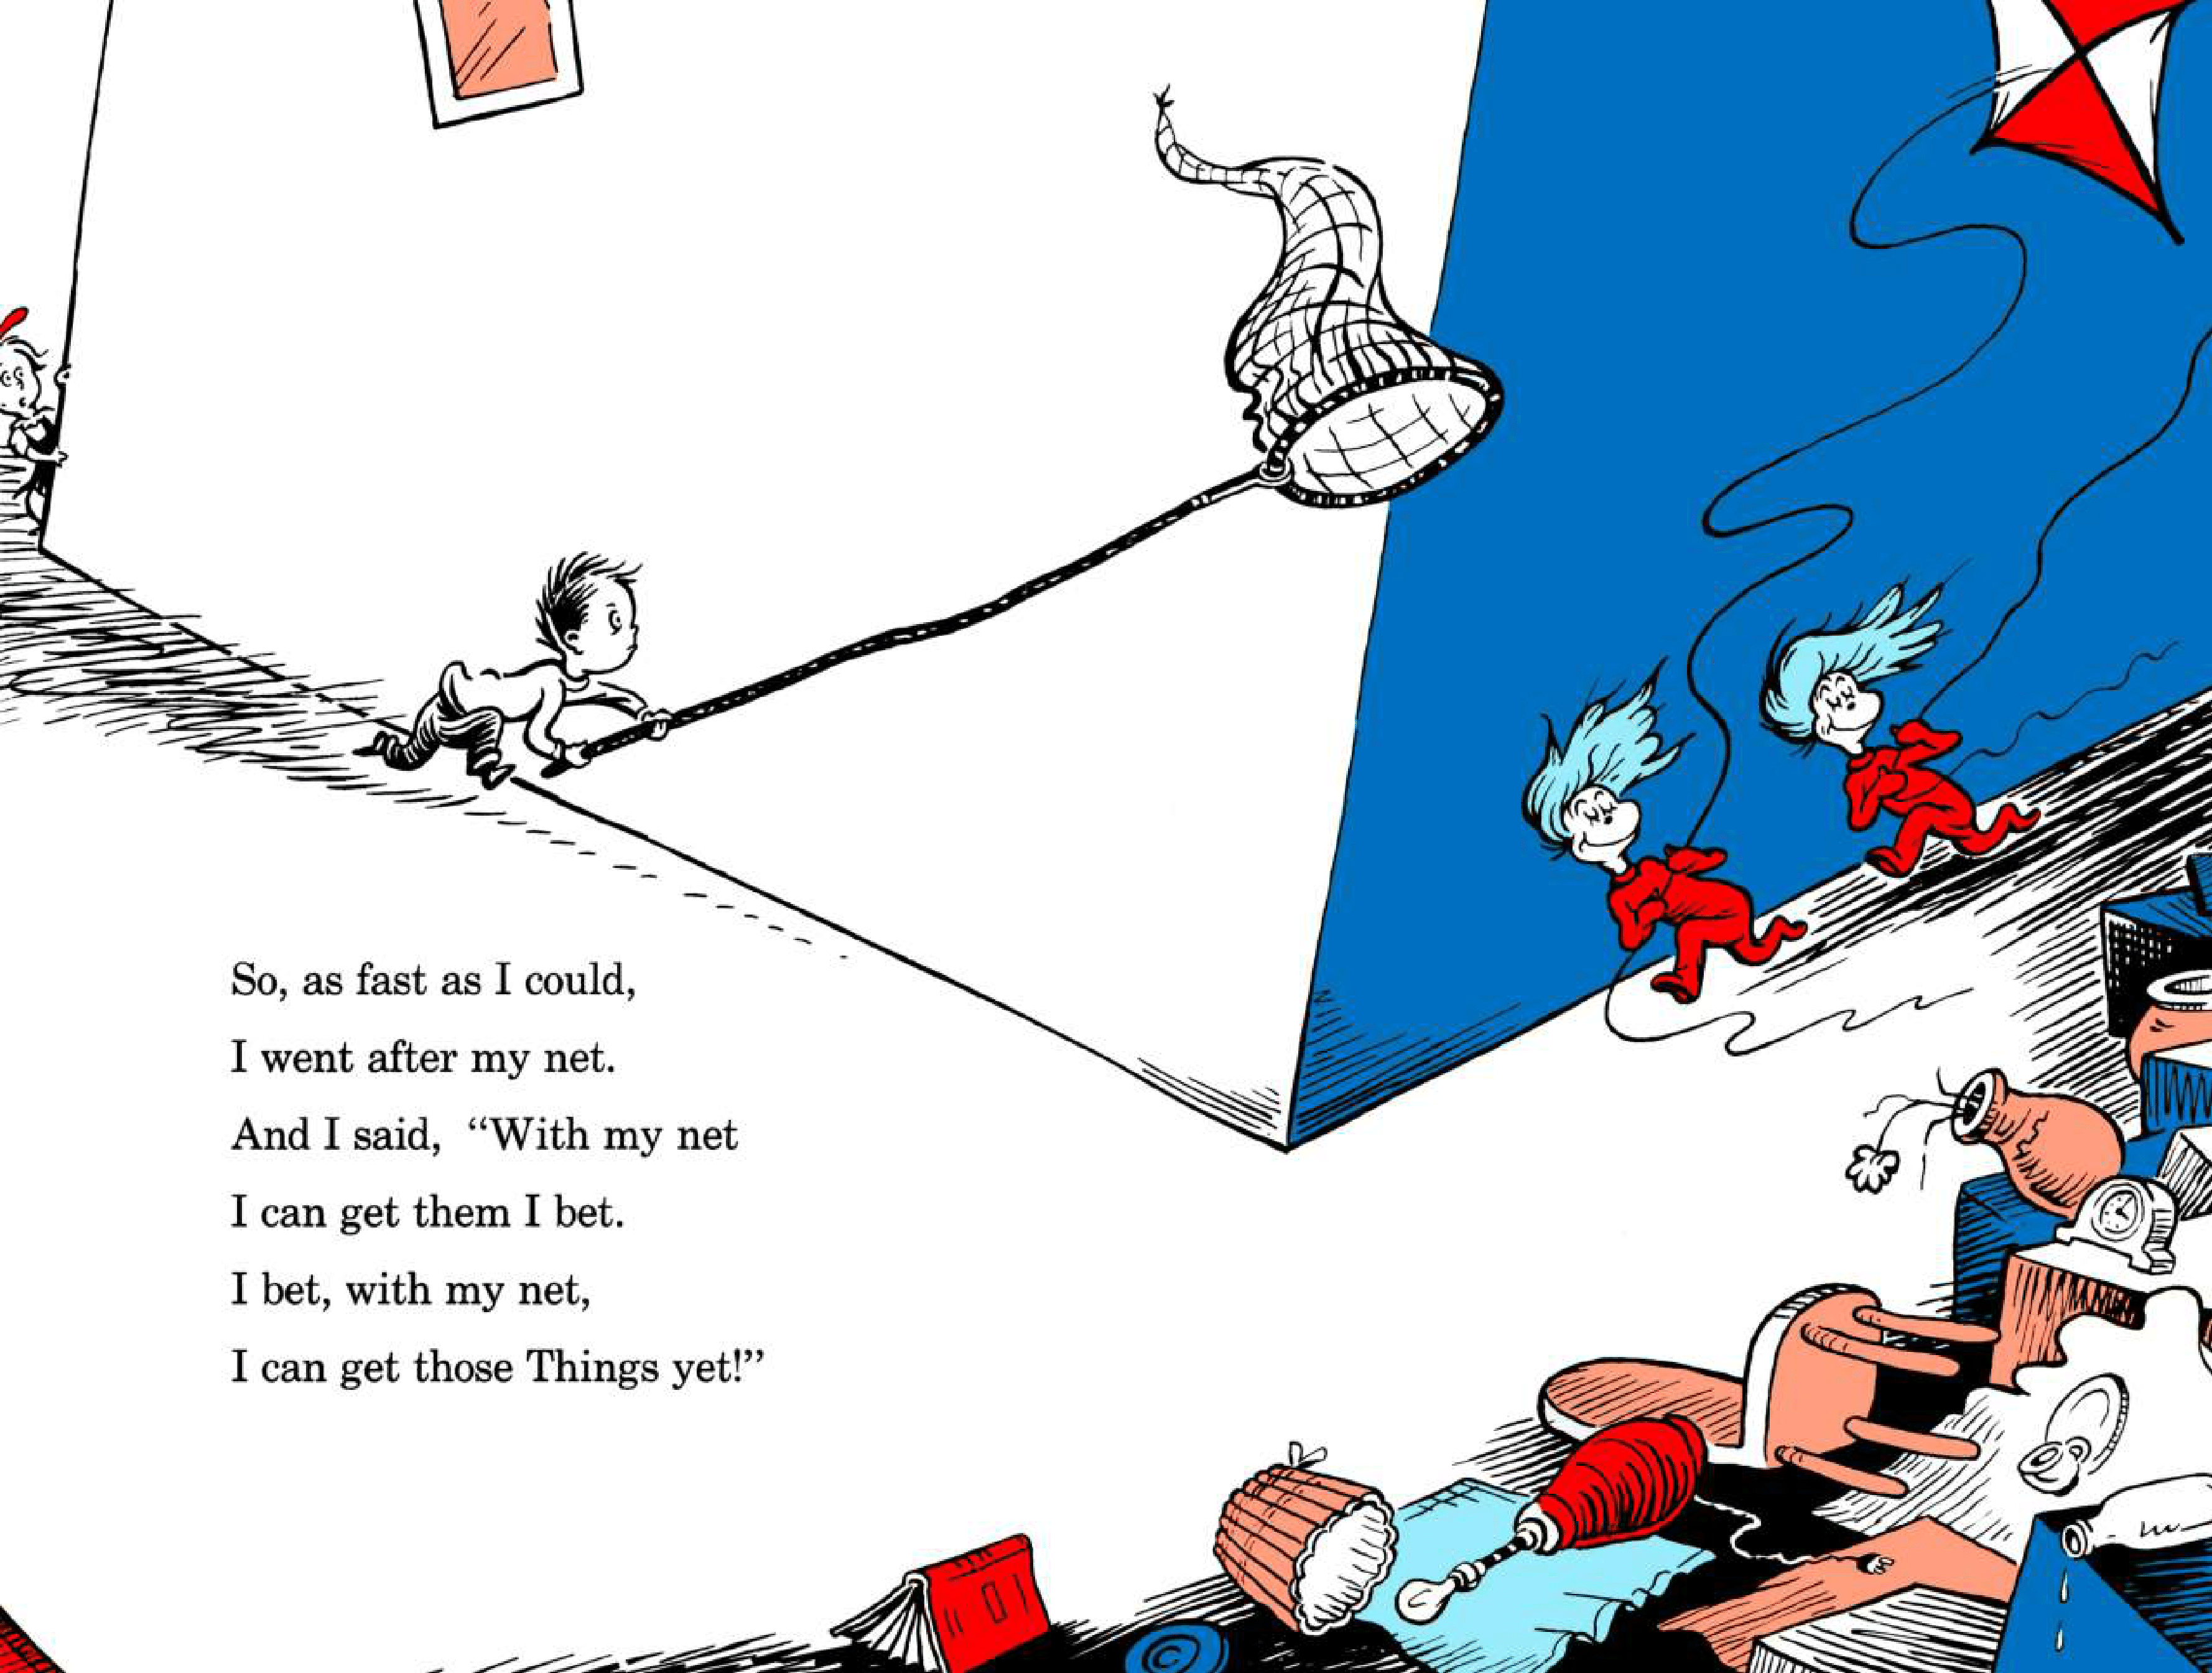 So, as fast as I could,
I went after my net.
And I said, “With my net
I can get them I bet.
I bet, with my net,
I can get those Things yet!”